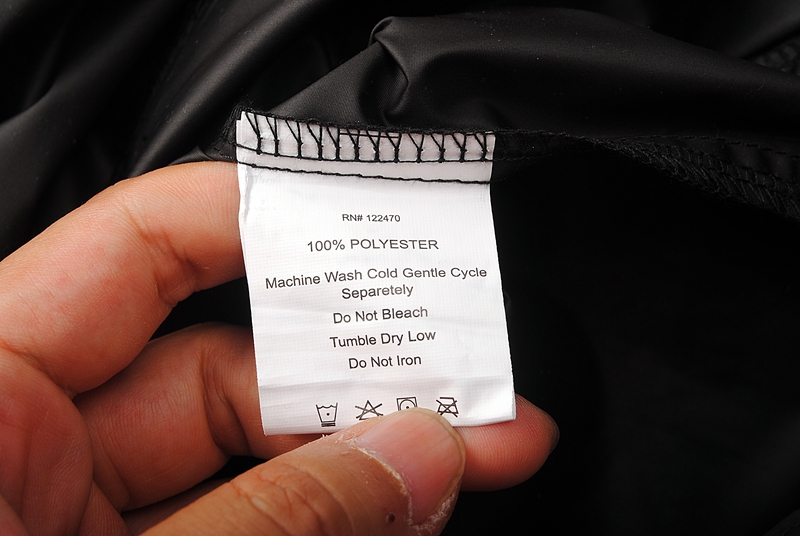 RN# 122470
100% POLYESTER
Machine Wash Cold Gentle Cycle
Separetely
Do Not Bleach
Tumble Dry Low
Do Not Iron